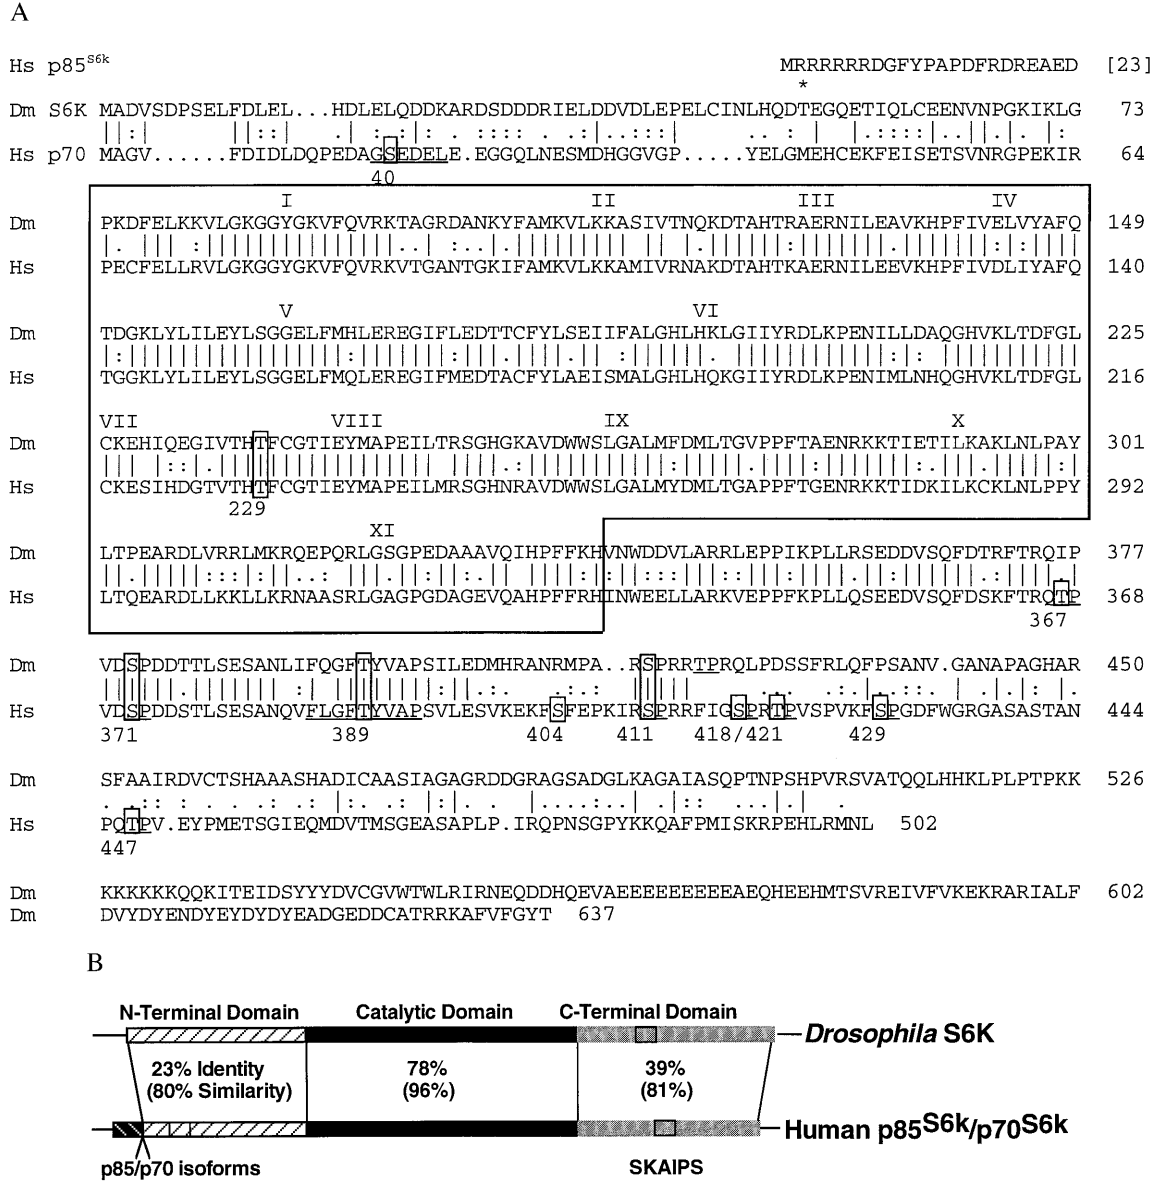 A
Hs p85S6k MRRRRRRDGFYPAPDFRDREAED [23]
*
Dm S6K MADVSDPSELFDLEL...HDLELQDDKARDSDDDRIELDDVDLEPELCINLHQDTEGQETIQLCEENVNPGKIKLG 73
Hs p70 MAGV......FDIDLDQPEDAGSEDELE.EGGQLNESMDHGGVGP.....YELGMEHCEKFEISETSVNRGPEKIR 64
40
I II III IV
Dm PKDFELKKVLGKGGYGKVFQVRKTAGRDANKYFAMKVLKKASIVTNQKDTAHTRAERNILEAVKHPFIVELVYAFQ 149
Hs PECFELLRVLGKGGYGKVFQVRKVTGANTGKIFAMKVLKKAMIVRNAKDTAHTKAERNILEEVKHPFIVDLIYAFQ 140
V VI
Dm TDGKLYLILEYLSGGELFMHLEREGIFLEDTTCFYLSEIIFALGHLHKLGIIYRDLKPENILLDAQGHVKLTDFGL 225
Hs TGGKLYLILEYLSGGELFMQLEREGIFMEDTACFYLAEISMALGHLHQKGIIYRDLKPENIMLNHQGHVKLTDFGL 216
VII VIII IX X
Dm CKEHIQEGIVTHTFCGTIEYMAPEILTRSGHGKAVDWWSLGALMFDMLTGVPPFTAENRKKTIETILKAKLNLPAY 301
Hs CKESIHDGTVTHTFCGTIEYMAPEILMRSGHNRAVDWWSLGALMYDMLTGAPPFTGENRKKTIDKILKCKLNLPPY 292
229
XI
Dm LTPEARDLVRRLMKRQEPQRLGSGPEDAAAVQIHPFFKHVNWDDVLARRLEPPIKPLLRSEDDVSQFDTRFTRQIP 377
Hs LTQEARDLLKKLLKRNAASRLGAGPGDAGEVQAHPFFRHINWEELLARKVEPPFKPLLQSEEDVSQFDSKFTRQTP 368
367
Dm VDSPDDTTLSESANLIFQGFTYVAPSILEDMHRANRMPA..RSPRRTPRQLPDSSFRLQFPSANV.GANAPAGHAR 450
Hs VDSPDDSTLSESANQVFLGFTYVAPSVLESVKEKFSFEPKIRSPRRFIGSPRTPVSPVKFSPGDFWGRGASASTAN 444
371 389 404 411 418/421 429
Dm SFAAIRDVCTSHAAASHADICAASIAGAGAGRDDGRAGSADGLKAGAIASQPTNPSHPVRSVATQQLHHKLPLPTPKK 526
Hs PQTPV.EYPMETSGIEQMDVTMSGEASAPLP.IRQPNSGPYKKQAFPMISKRPEHLRMNL 502
447
Dm KKKKKKQQKITEIDSYYYDVCGVWTWLRIRNEQDDHQEVAEEEEEEEEEAEQHEEHMTSVREIVFVKEKRARIALF 602
Dm DVYDYENDYEYDYDYEADGEDDCATRRKAFVFGYT 637
B
N-Terminal Domain Catalytic Domain C-Terminal Domain
Drosophila S6K
23% Identity 78% 39%
(80% Similarity) (96%) (81%)
Human p85S6k/p70S6k
p85/p70 isoforms SKAIPS